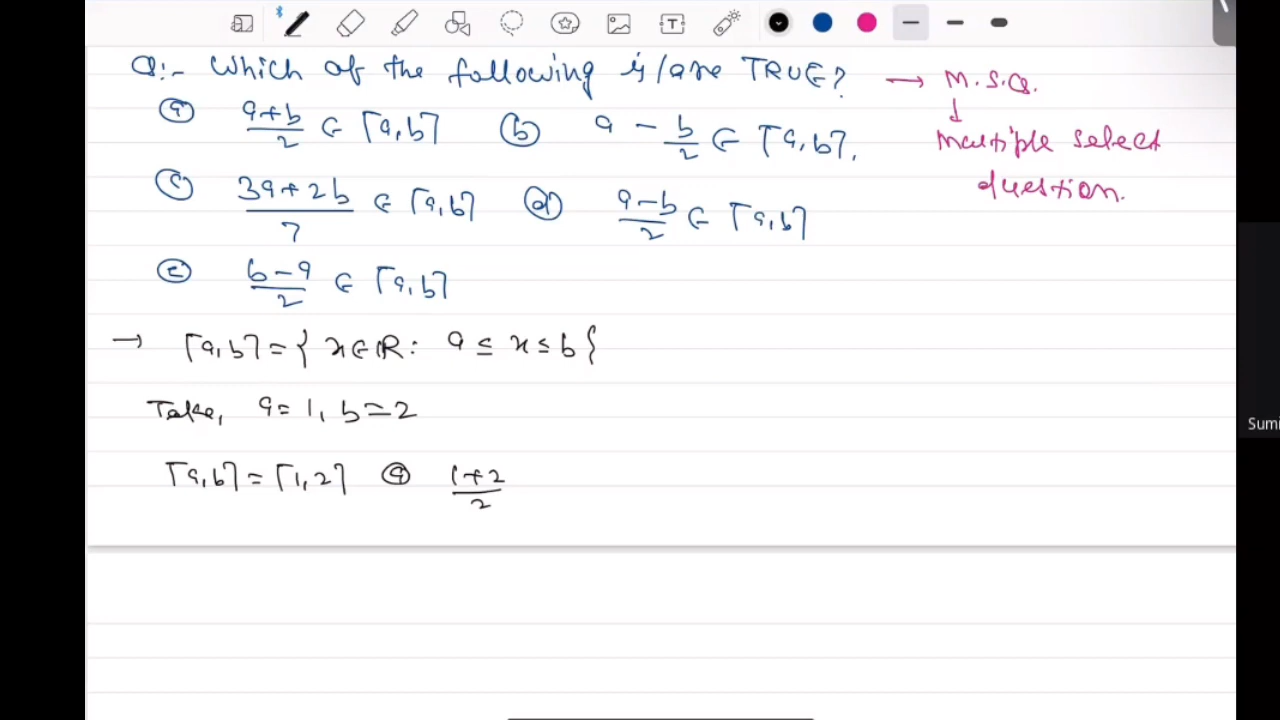 Q:- Which of the following is/are TRUE? → M.S.Q.
↓
Multiple select question.
(a) (a+b)/2 ∈ [a,b] (b) a - b/2 ∈ [a,b].
(c) (3a+2b)/7 ∈ [a,b] (d) (a-b)/2 ∈ [a,b]
(e) (b-a)/2 ∈ [a,b]
→ [a,b] = { x∈ℝ: a ≤ x ≤ b }
Take, a=1, b=2
[a,b] = [1,2] (a) (1+2)/2
Sumi